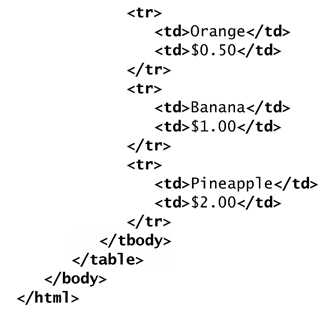 <tr>
<td>Orange</td>
<td>$0.50</td>
</tr>
<tr>
<td>Banana</td>
<td>$1.00</td>
</tr>
<tr>
<td>Pineapple</td>
<td>$2.00</td>
</tr>
</tbody>
</table>
</body>
</html>